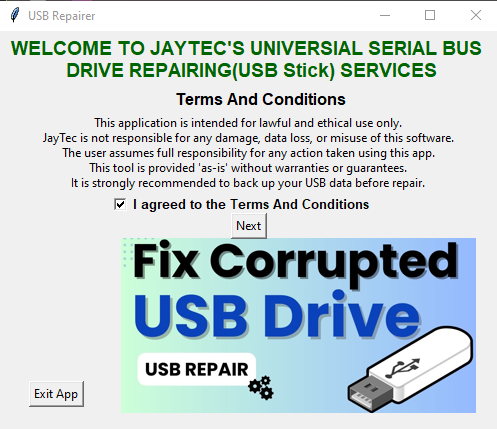 USB Repairer
WELCOME TO JAYTEC'S UNIVERSIAL SERIAL BUS
DRIVE REPAIRING(USB Stick) SERVICES
Terms And Conditions
This application is intended for lawful and ethical use only.
JayTec is not responsible for any damage, data loss, or misuse of this software.
The user assumes full responsibility for any action taken using this app.
This tool is provided 'as-is' without warranties or guarantees.
It is strongly recommended to back up your USB data before repair.
I agreed to the Terms And Conditions
Next
Fix Corrupted
USB Drive
USB REPAIR
Exit App